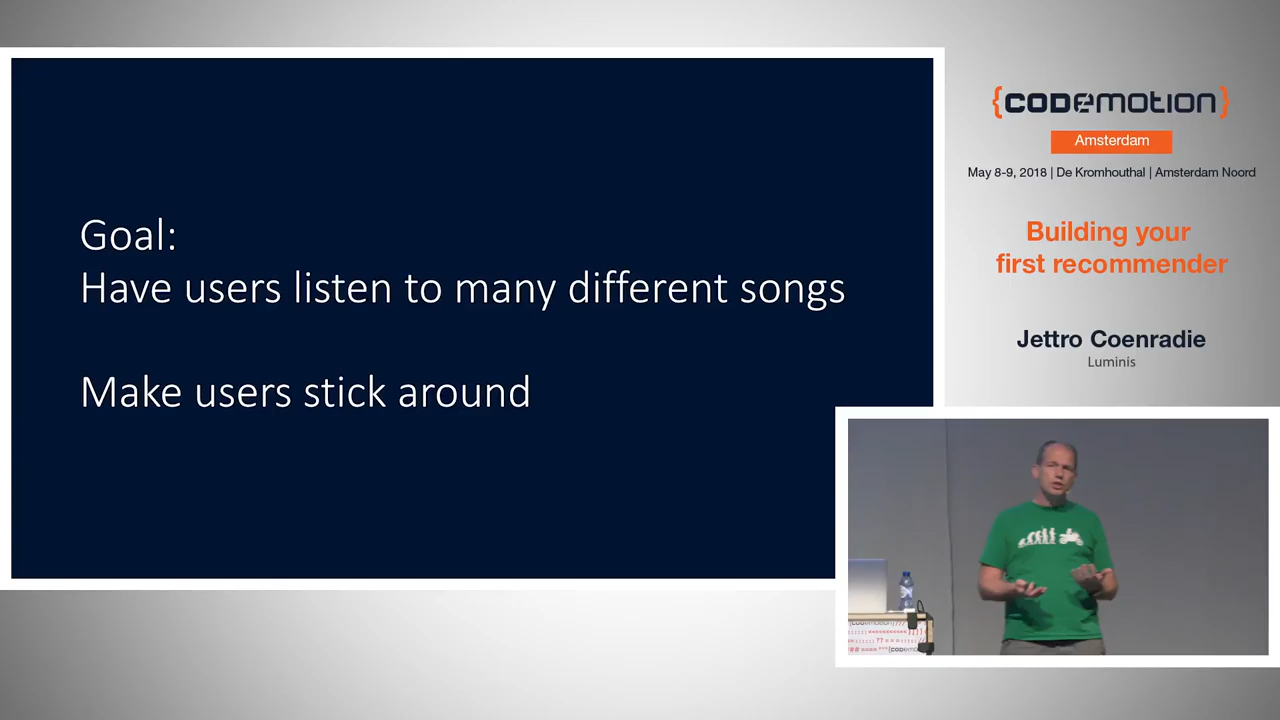 Goal:
Have users listen to many different songs
Make users stick around
{CODEMOTION}
Amsterdam
May 8-9, 2018 | De Kromhouthal | Amsterdam Noord
Building your
first recommender
Jettro Coenradie
Luminis
{CODEMOTION}